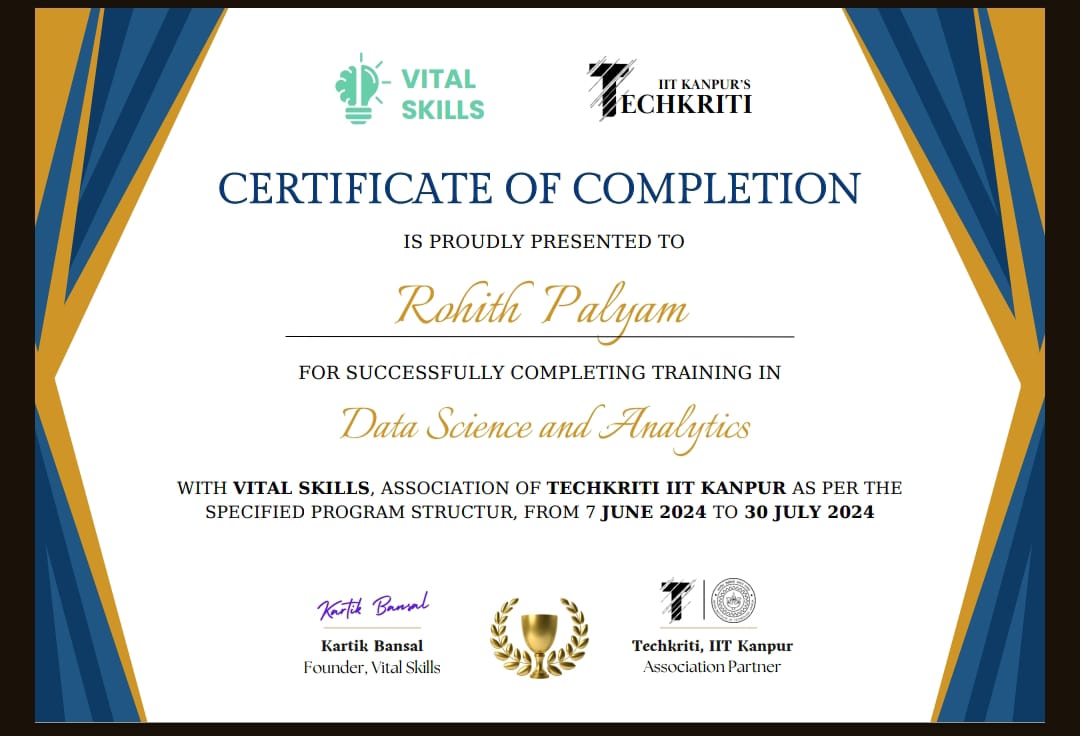 VITAL
SKILLS
IIT KANPUR'S
TECHKRITI
CERTIFICATE OF COMPLETION
IS PROUDLY PRESENTED TO
Rohith Palyam
FOR SUCCESSFULLY COMPLETING TRAINING IN
Data Science and Analytics
WITH VITAL SKILLS, ASSOCIATION OF TECHKRITI IIT KANPUR AS PER THE
SPECIFIED PROGRAM STRUCTUR, FROM 7 JUNE 2024 TO 30 JULY 2024
Kartik Bansal
Kartik Bansal
Founder, Vital Skills
T
Techkriti, IIT Kanpur
Association Partner